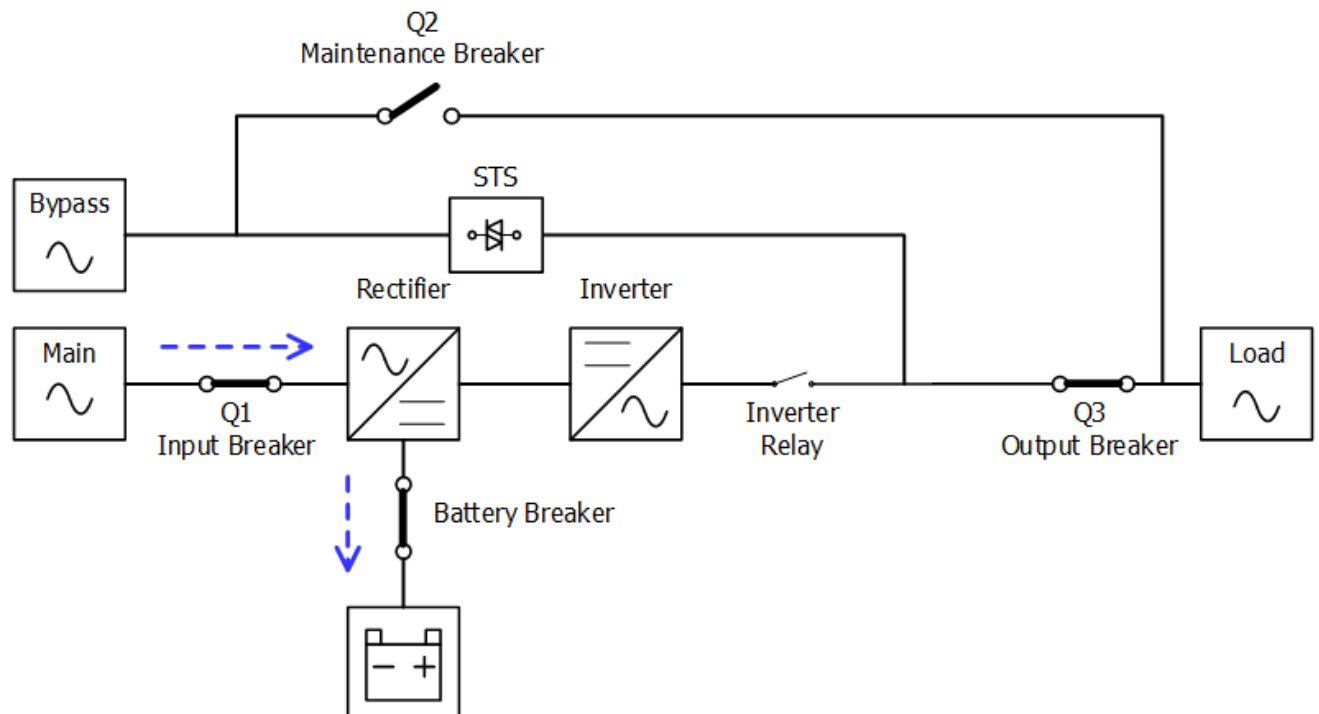 Q2
Maintenance Breaker
STS
Bypass
Rectifier
Inverter
Main
Load
Q1
Input Breaker
Inverter
Relay
Q3
Output Breaker
Battery Breaker